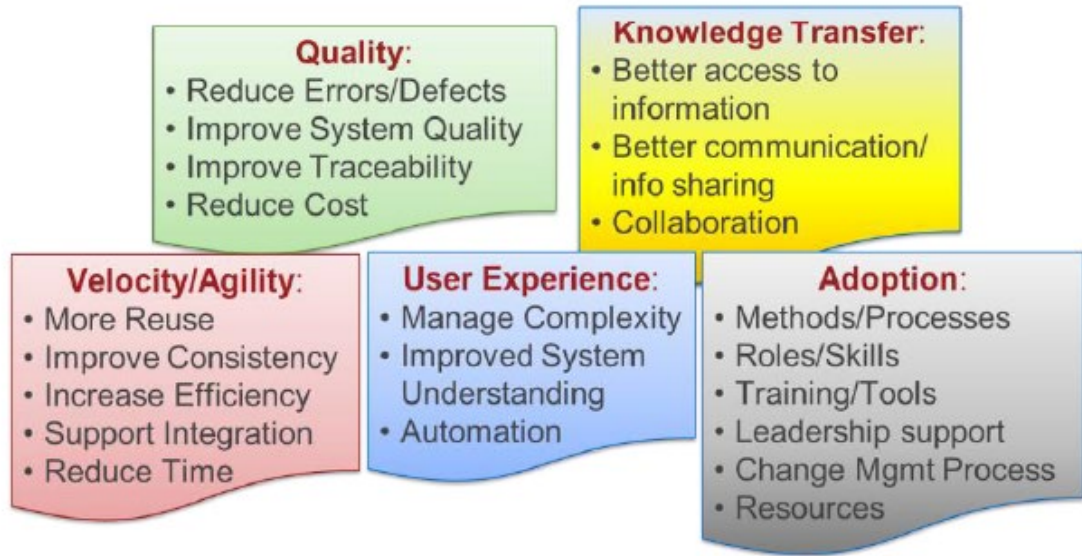 Quality:
• Reduce Errors/Defects
• Improve System Quality
• Improve Traceability
• Reduce Cost
Knowledge Transfer:
• Better access to
information
• Better communication/
info sharing
• Collaboration
Velocity/Agility:
• More Reuse
• Improve Consistency
• Increase Efficiency
• Support Integration
• Reduce Time
User Experience:
• Manage Complexity
• Improved System
Understanding
• Automation
Adoption:
• Methods/Processes
• Roles/Skills
• Training/Tools
• Leadership support
• Change Mgmt Process
• Resources